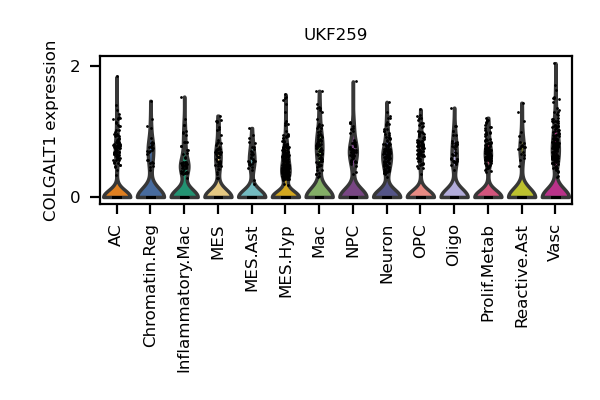 UKF259
COLGALT1 expression
2
0
AC
Chromatin.Reg
Inflammatory.Mac
MES
MES.Ast
MES.Hyp
Mac
NPC
Neuron
OPC
Oligo
Prolif.Metab
Reactive.Ast
Vasc